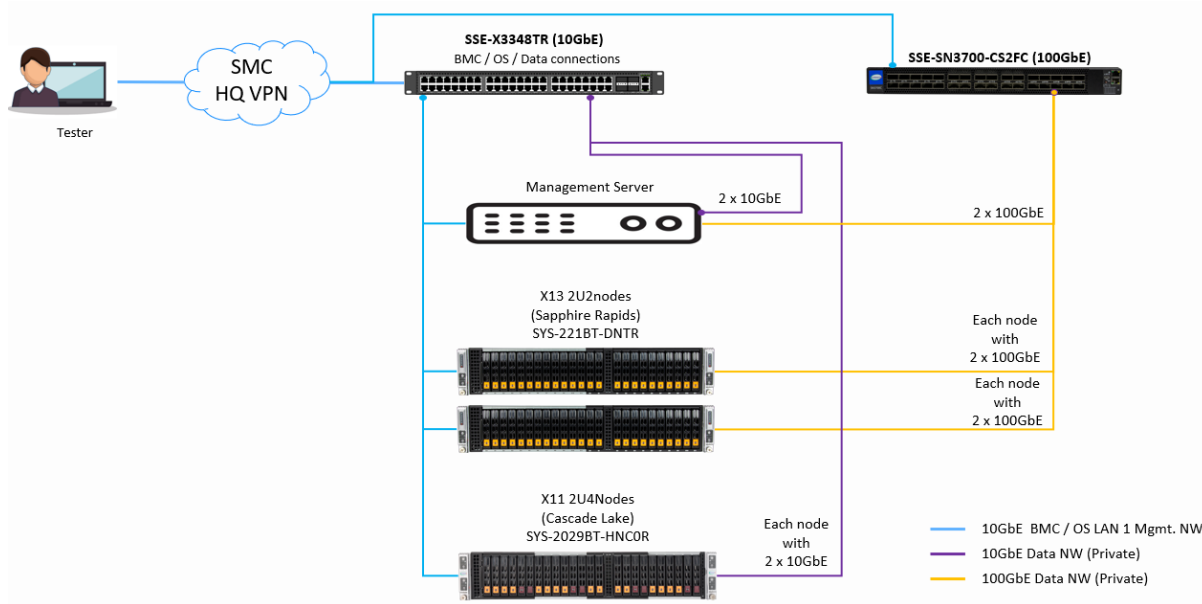 SSE-X3348TR (10GbE)
BMC / OS / Data connections
SSE-SN3700-CS2FC (100GbE)
SMC
HQ VPN
Tester
Management Server
2 x 10GbE
2 x 100GbE
X13 2U2nodes
(Sapphire Rapids)
SYS-221BT-DNTR
Each node
with
2 x 100GbE
Each node
with
2 x 100GbE
X11 2U4Nodes
(Cascade Lake)
SYS-2029BT-HNC0R
Each node
with
2 x 10GbE
10GbE BMC / OS LAN 1 Mgmt. NW
10GbE Data NW (Private)
100GbE Data NW (Private)